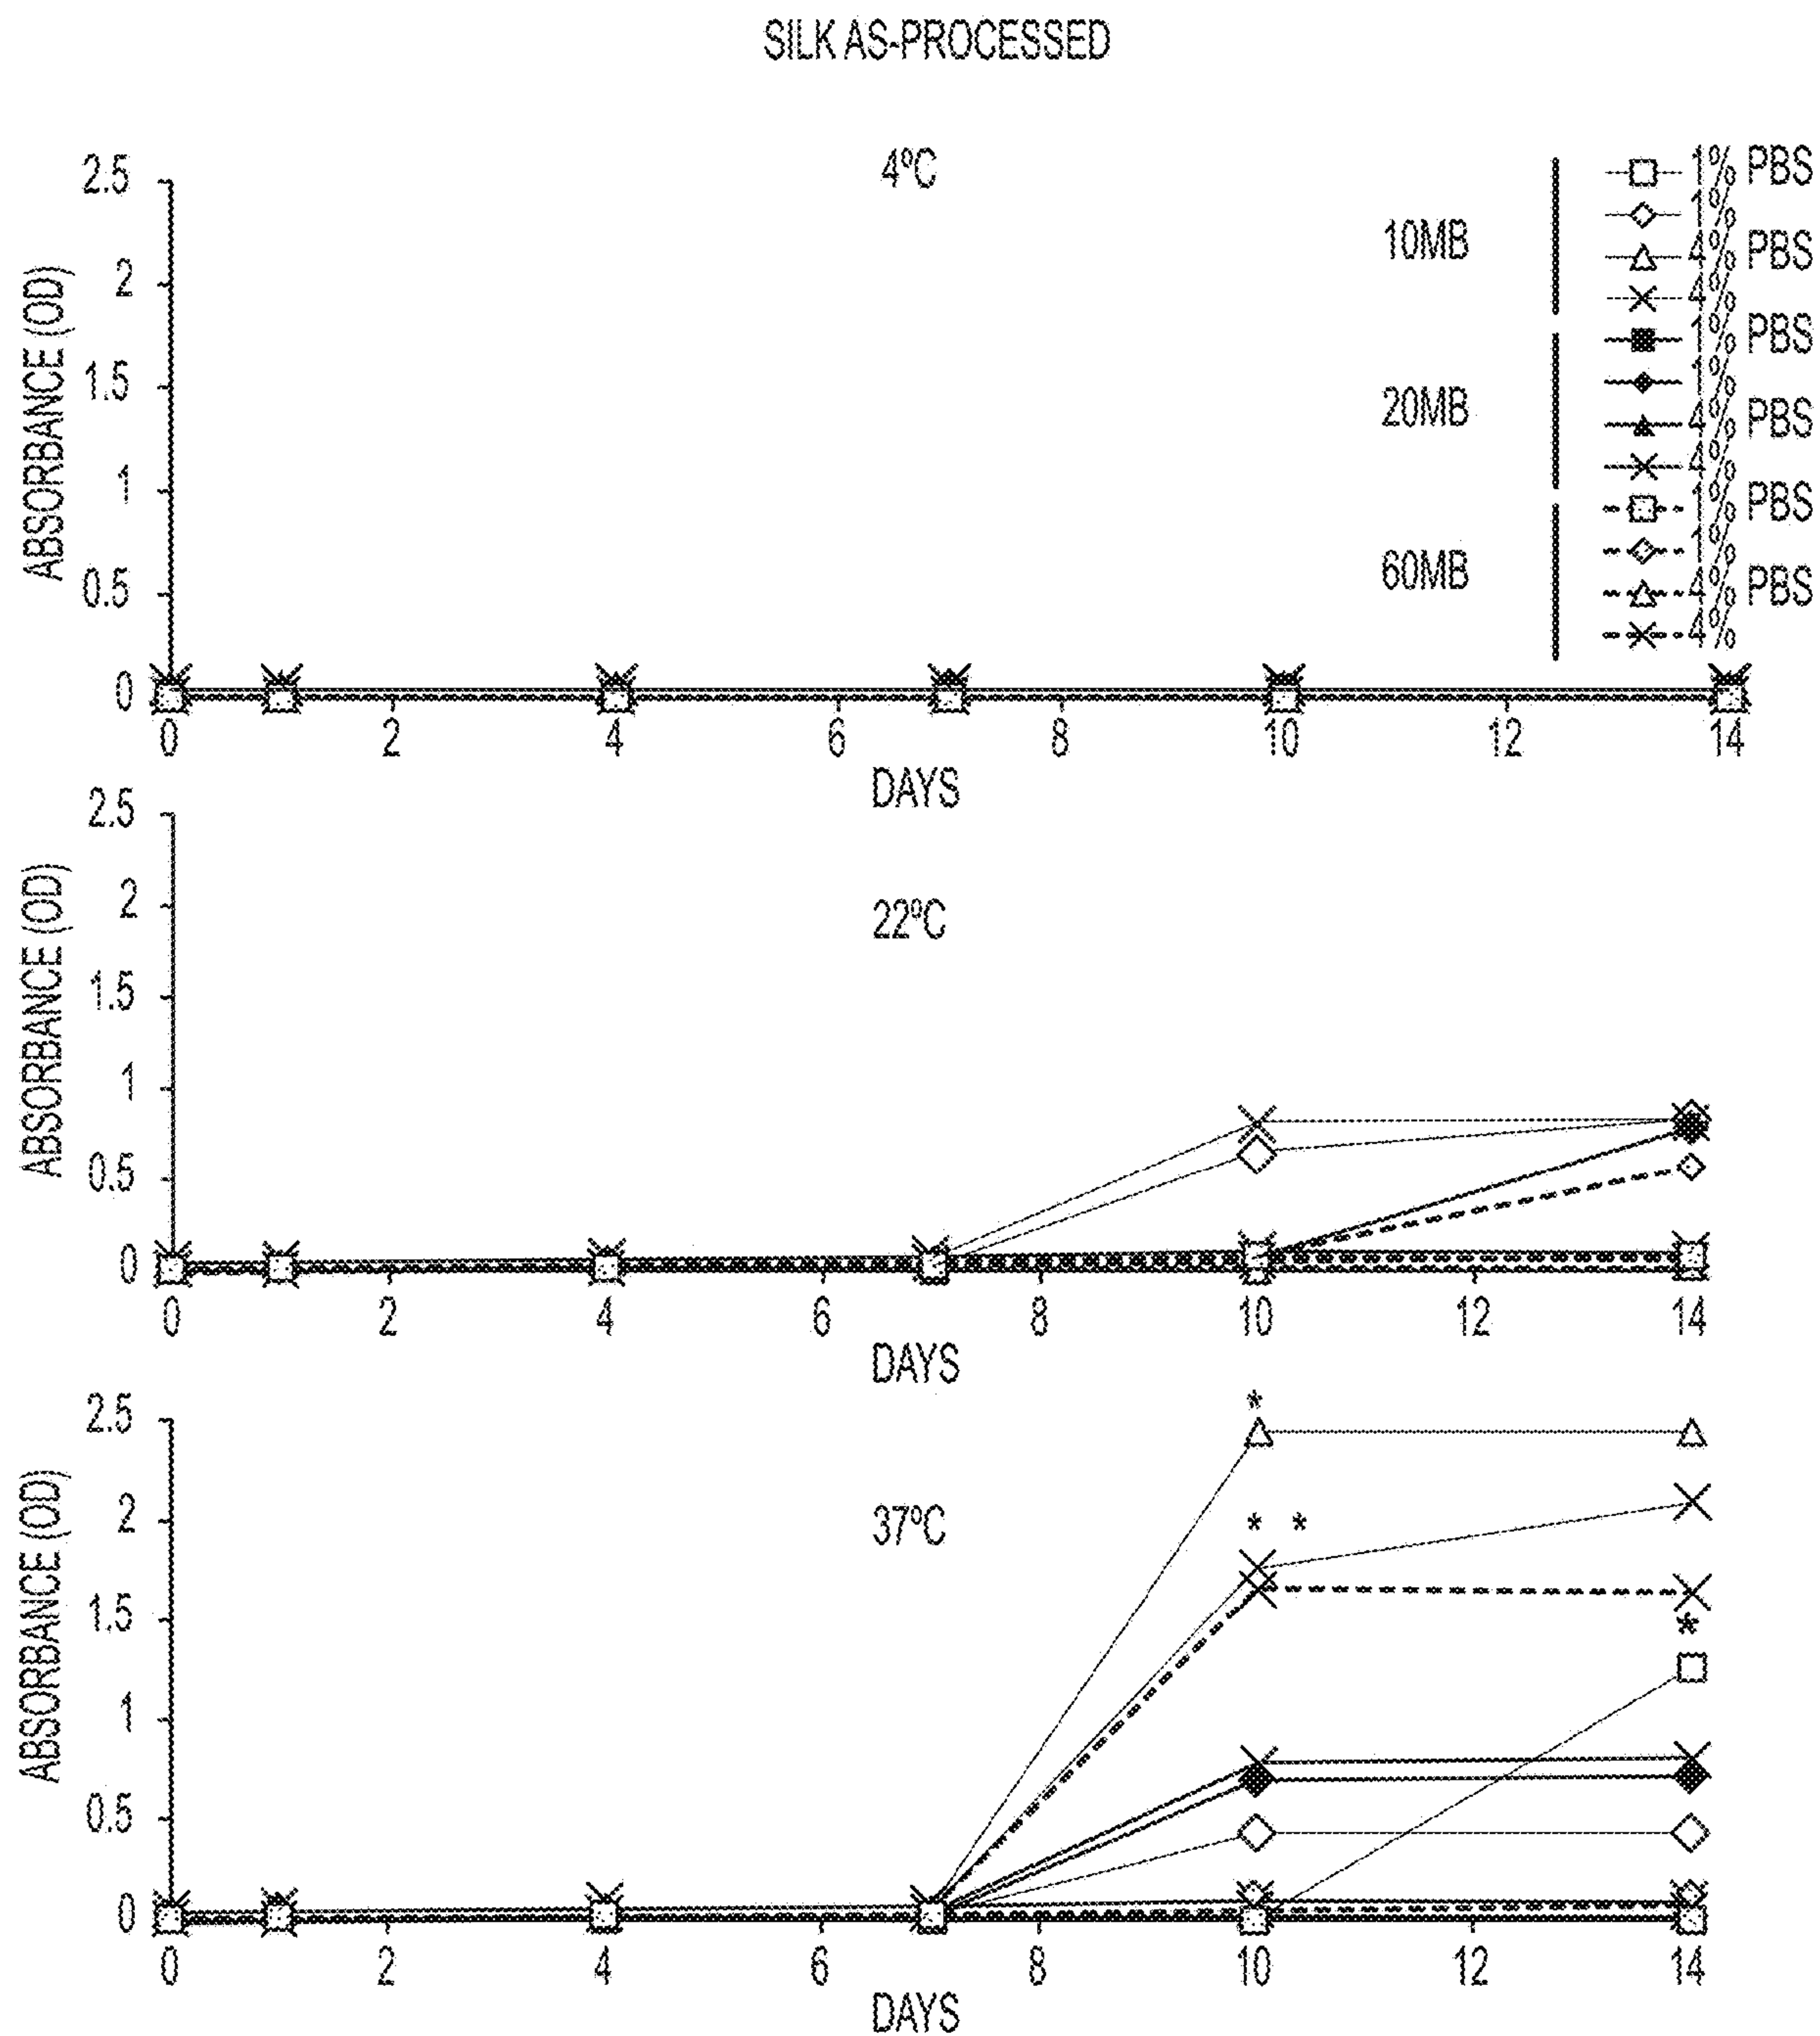 SILK AS-PROCESSED
4ºC
2.5
2
1.5
1
0.5
0
ABSORBANCE (OD)
10MB
20MB
60MB
1% PBS
1%
4% PBS
4%
1% PBS
1%
4% PBS
4%
1% PBS
1%
4% PBS
4%
0 2 4 6 8 10 12 14
DAYS
22ºC
2.5
2
1.5
1
0.5
0
ABSORBANCE (OD)
0 2 4 6 8 10 12 14
DAYS
37ºC
2.5
2
1.5
1
0.5
0
ABSORBANCE (OD)
*
* *
*
0 2 4 6 8 10 12 14
DAYS